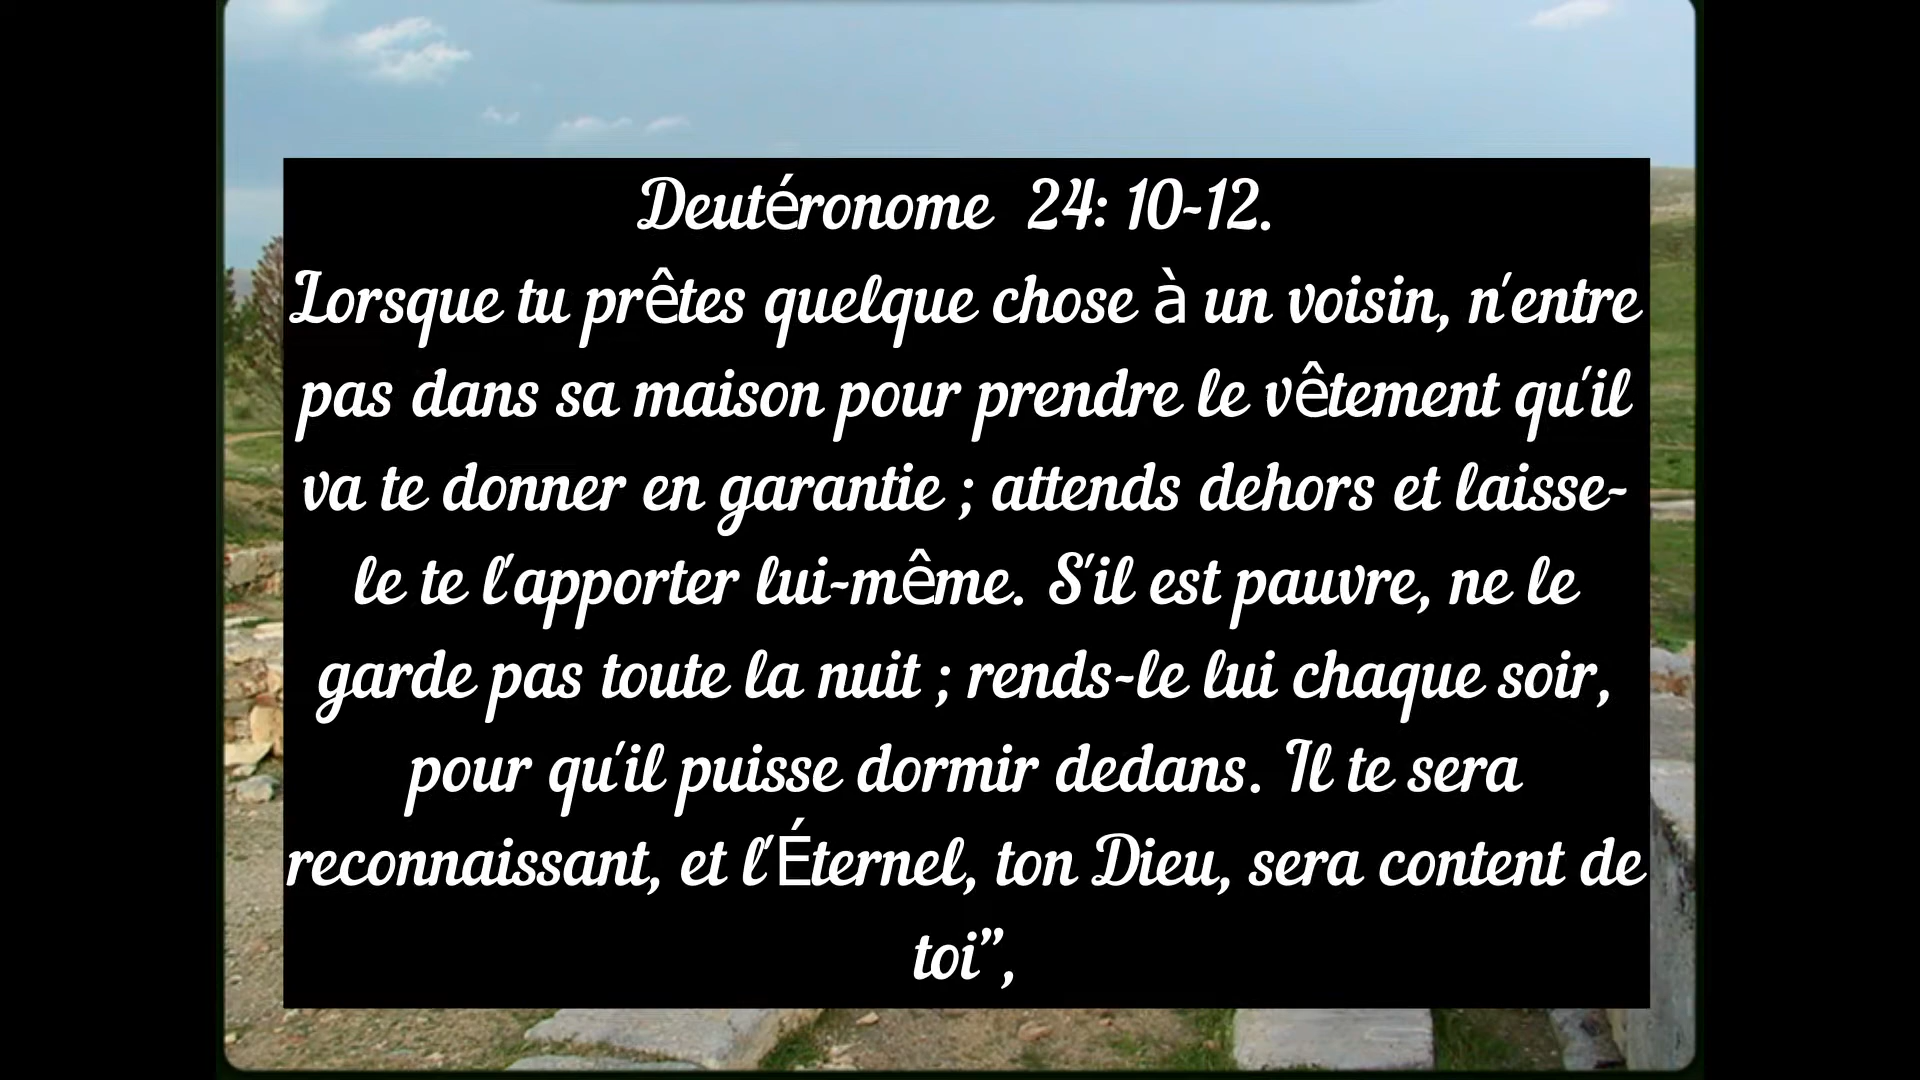 Deutéronome 24: 10-12.
Lorsque tu prêtes quelque chose à un voisin, n'entre
pas dans sa maison pour prendre le vêtement qu'il
va te donner en garantie ; attends dehors et laisse-
le te l'apporter lui-même. S'il est pauvre, ne le
garde pas toute la nuit ; rends-le lui chaque soir,
pour qu'il puisse dormir dedans. Il te sera
reconnaissant, et l'Éternel, ton Dieu, sera content de
toi”,